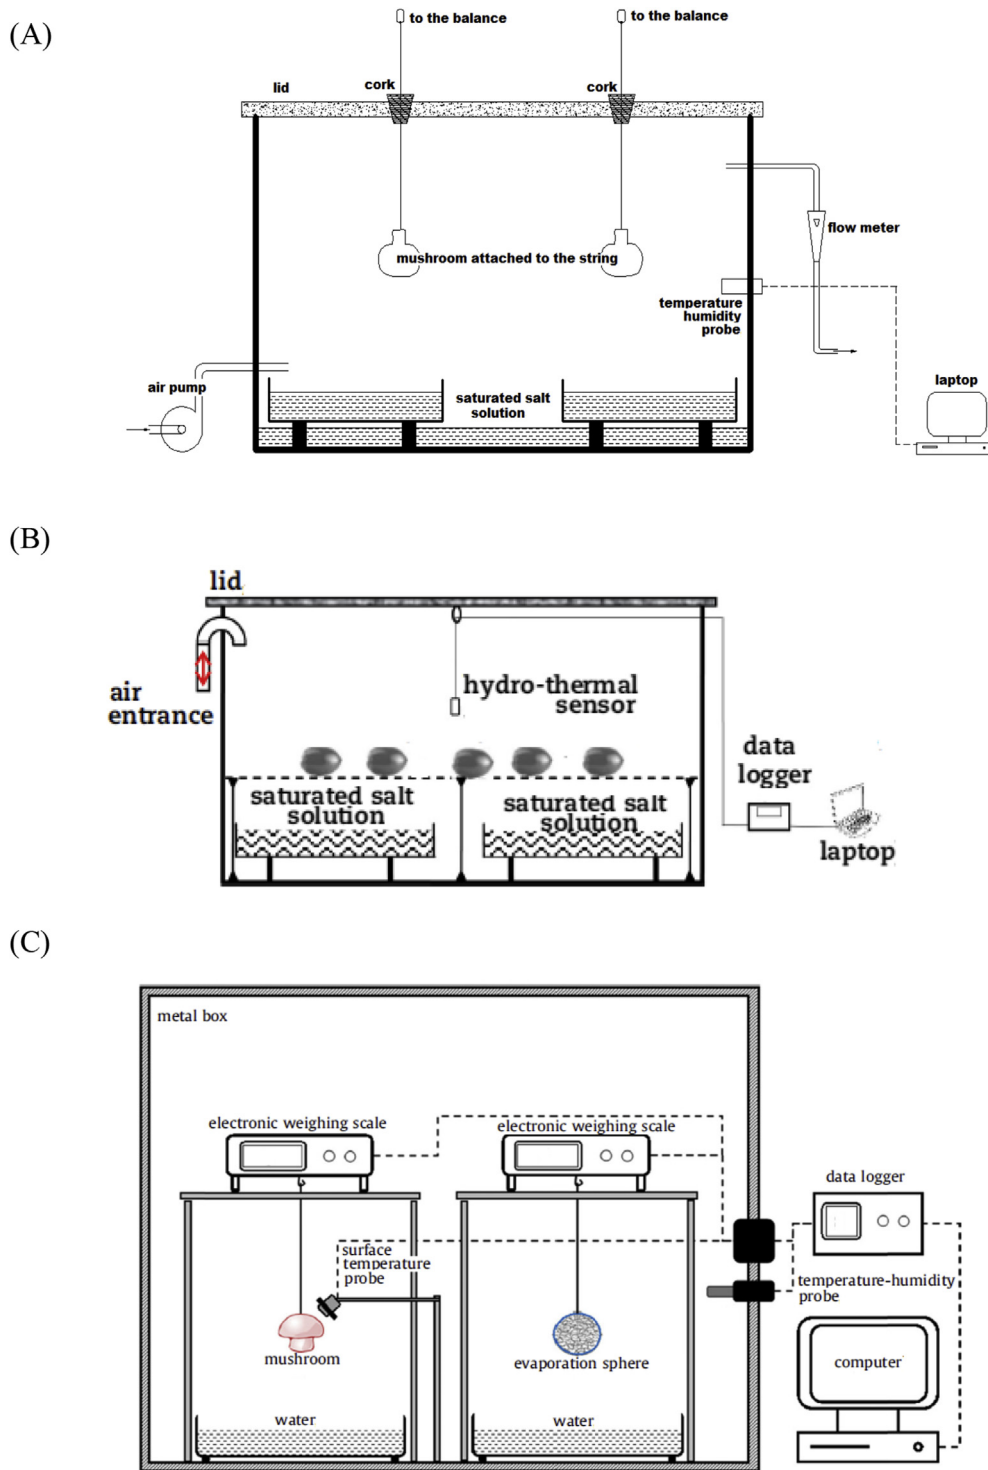 (A)
to the balance
to the balance
lid
cork
cork
flow meter
mushroom attached to the string
temperature
humidity
probe
air pump
saturated salt
solution
laptop
(B)
lid
hydro-thermal
sensor
air
entrance
data
logger
saturated salt
solution
saturated salt
solution
laptop
(C)
metal box
electronic weighing scale
electronic weighing scale
data logger
surface
temperature
probe
temperature-humidity
probe
mushroom
evaporation sphere
computer
water
water